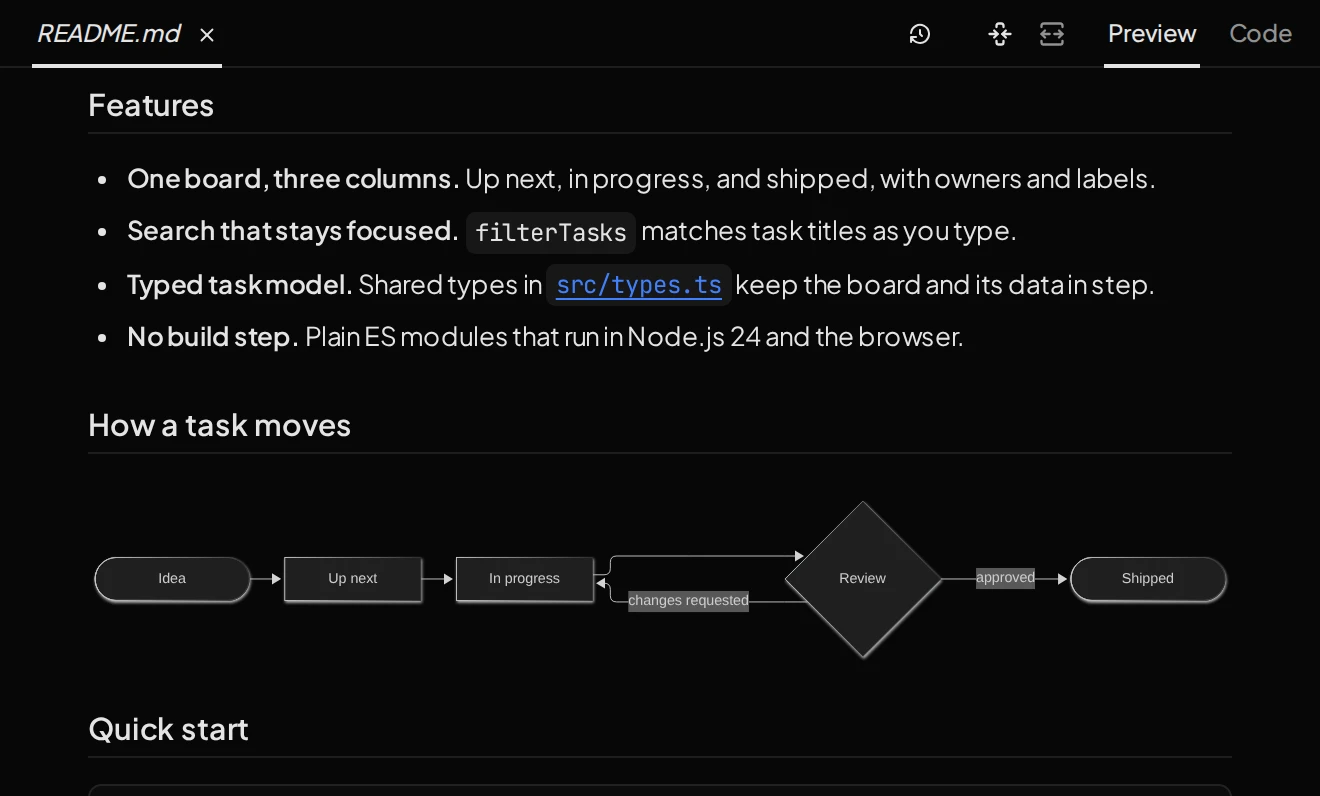 README.md
Preview
Code
Features
One board, three columns. Up next, in progress, and shipped, with owners and labels.
Search that stays focused. filterTasks matches task titles as you type.
Typed task model. Shared types in src/types.ts keep the board and its data in step.
No build step. Plain ES modules that run in Node.js 24 and the browser.
How a task moves
Idea
Up next
In progress
changes requested
Review
approved
Shipped
Quick start